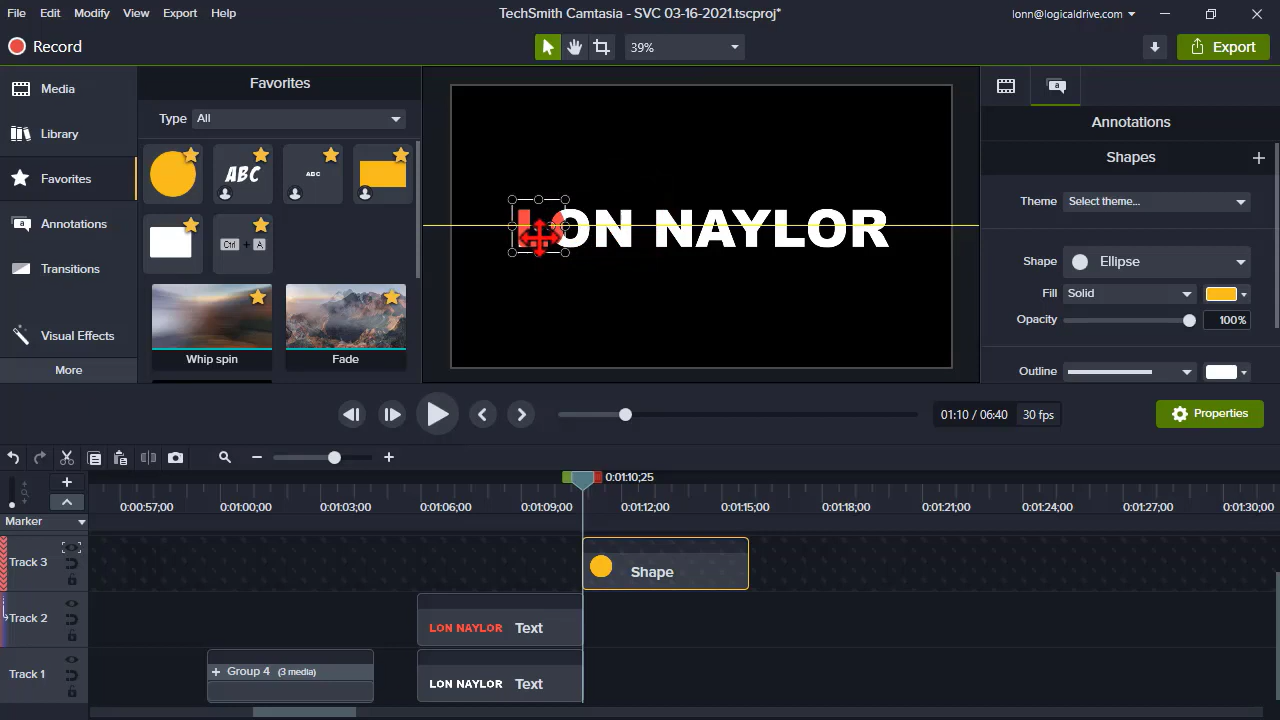 File Edit Modify View Export Help
TechSmith Camtasia - SVC 03-16-2021.tscproj*
lonn@logicaldrive.com
Record
39%
Export
Media
Library
Favorites
Annotations
Transitions
Visual Effects
More
Favorites
Type All
ABC
ABC
Ctrl + A
Whip spin
Fade
LON NAYLOR
a
Annotations
Shapes
Theme Select theme...
Shape Ellipse
Fill Solid
Opacity 100%
Outline
01:10 / 06:40 30 fps
Properties
0:01:10;25
0:00:57;00 0:01:00;00 0:01:03;00 0:01:06;00 0:01:09;00 0:01:12;00 0:01:15;00 0:01:18;00 0:01:21;00 0:01:24;00 0:01:27;00 0:01:30;00
Marker
Track 3
Shape
Track 2
LON NAYLOR Text
Track 1
+ Group 4 (3 media)
LON NAYLOR Text